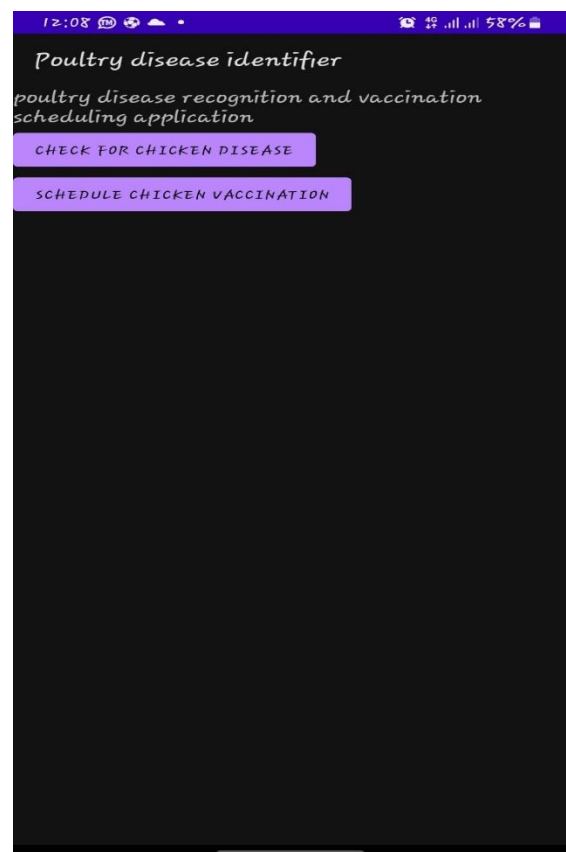 12:08 4G 58%
Poultry disease identifier
poultry disease recognition and vaccination
scheduling application
CHECK FOR CHICKEN DISEASE
SCHEDULE CHICKEN VACCINATION